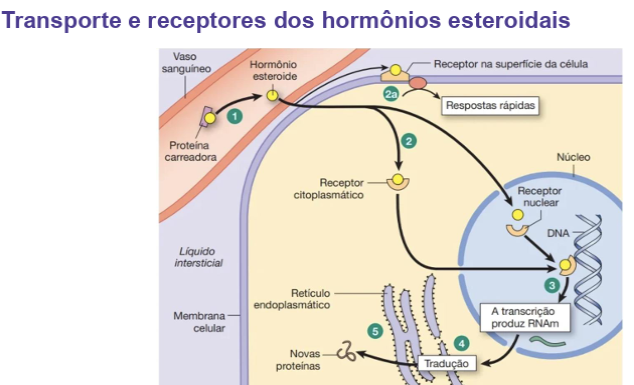 Transporte e receptores dos hormônios esteroidais
Vaso
sanguíneo
Hormônio
esteroide
Receptor na superfície da célula
2a
Respostas rápidas
1
Proteína
carreadora
2
Núcleo
Receptor
citoplasmático
Receptor
nuclear
DNA
Líquido
intersticial
3
Retículo
endoplasmático
A transcrição
produz RNAm
Membrana
celular
5
4
Novas
proteínas
Tradução